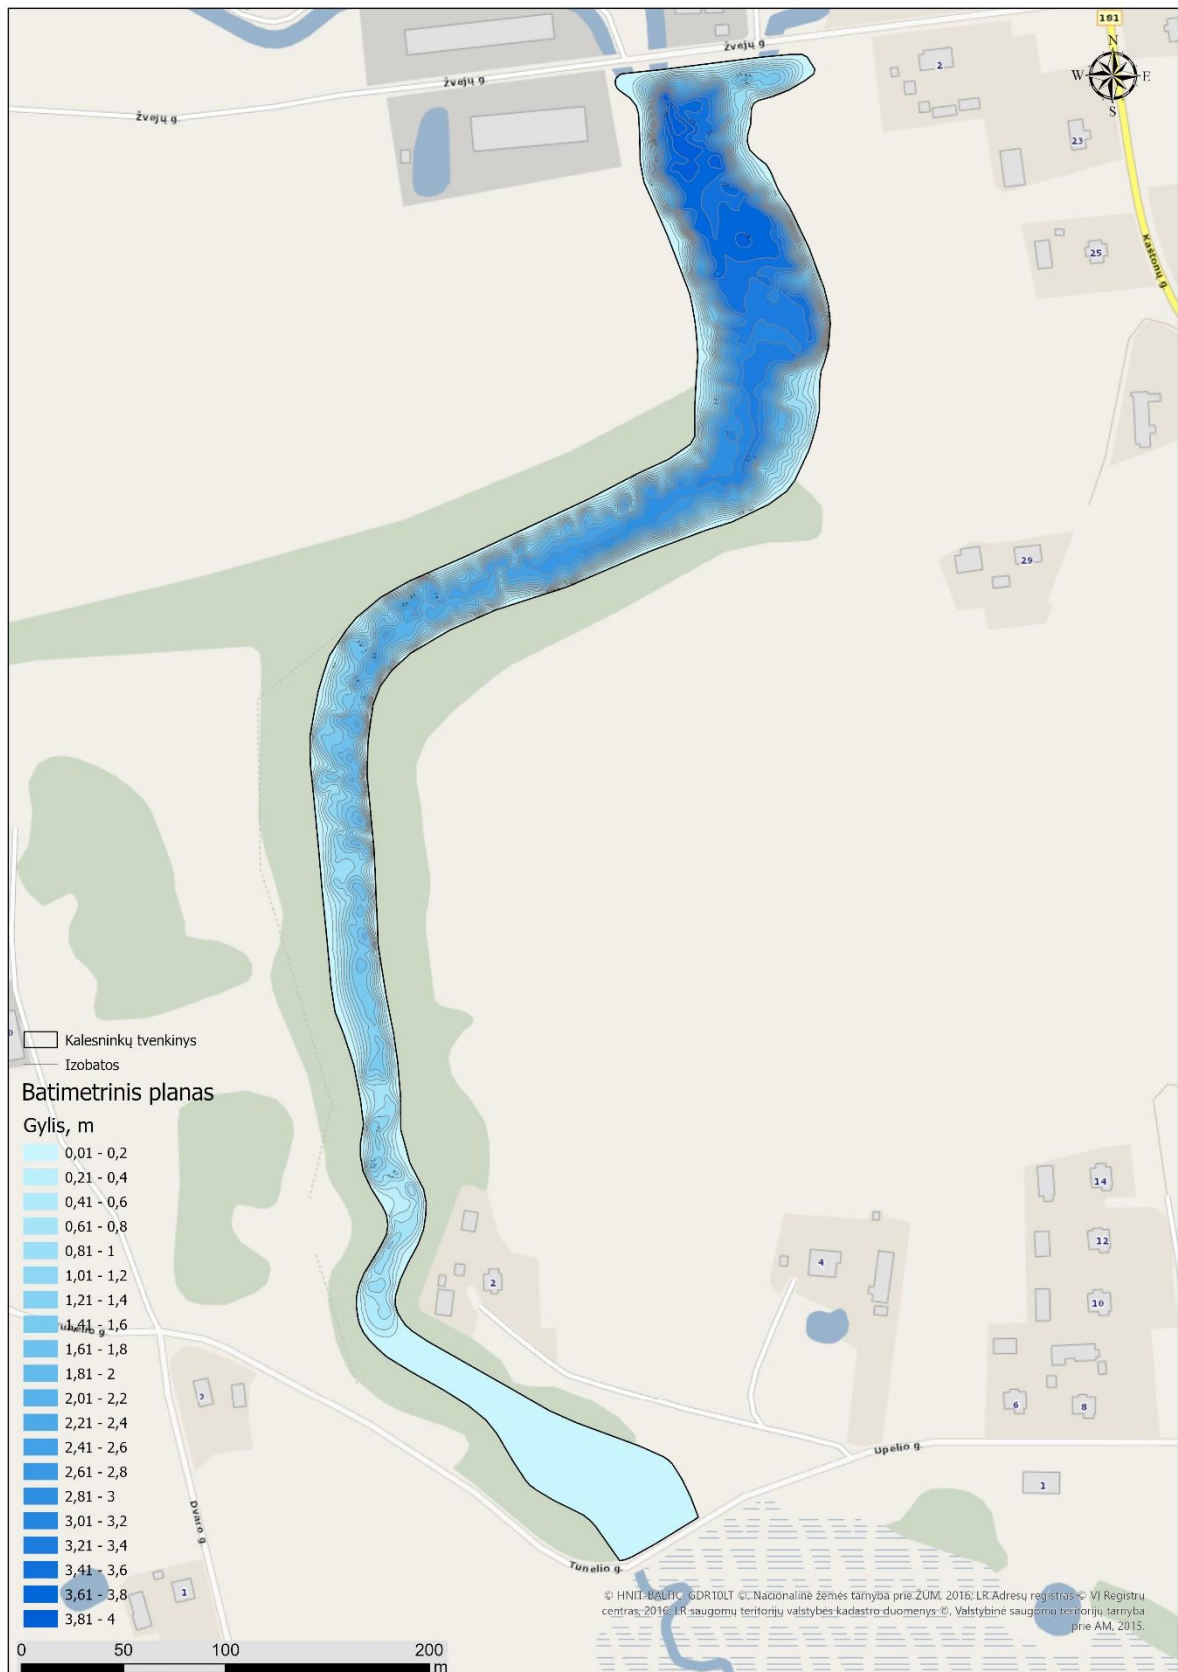 181
Žvejų g.
N
W E
S
2
Žvejų g.
Žvejų g.
23
25
Kaštonų g.
29
Kalesninkų tvenkinys
Izobatos
Batimetrinis planas
Gylis, m
0,01 - 0,2
0,21 - 0,4
0,41 - 0,6
0,61 - 0,8
0,81 - 1
1,01 - 1,2
1,21 - 1,4
1,41 - 1,6
1,61 - 1,8
1,81 - 2
2,01 - 2,2
2,21 - 2,4
2,41 - 2,6
2,61 - 2,8
2,81 - 3
3,01 - 3,2
3,21 - 3,4
3,41 - 3,6
3,61 - 3,8
3,81 - 4
14
12
4
2
10
Tunelio g.
6
8
Upelio g.
1
Dvaro g.
Tunelio g.
1
© HNIT-BALTIC, GDR10LT ©, Nacionalinė žemės tarnyba prie ŽŪM, 2016; LR Adresų registras © VĮ Registrų
centras, 2016; LR saugomų teritorijų valstybės kadastro duomenys ©, Valstybinė saugomų teritorijų tarnyba
prie AM, 2015.
0 50 100 200
m